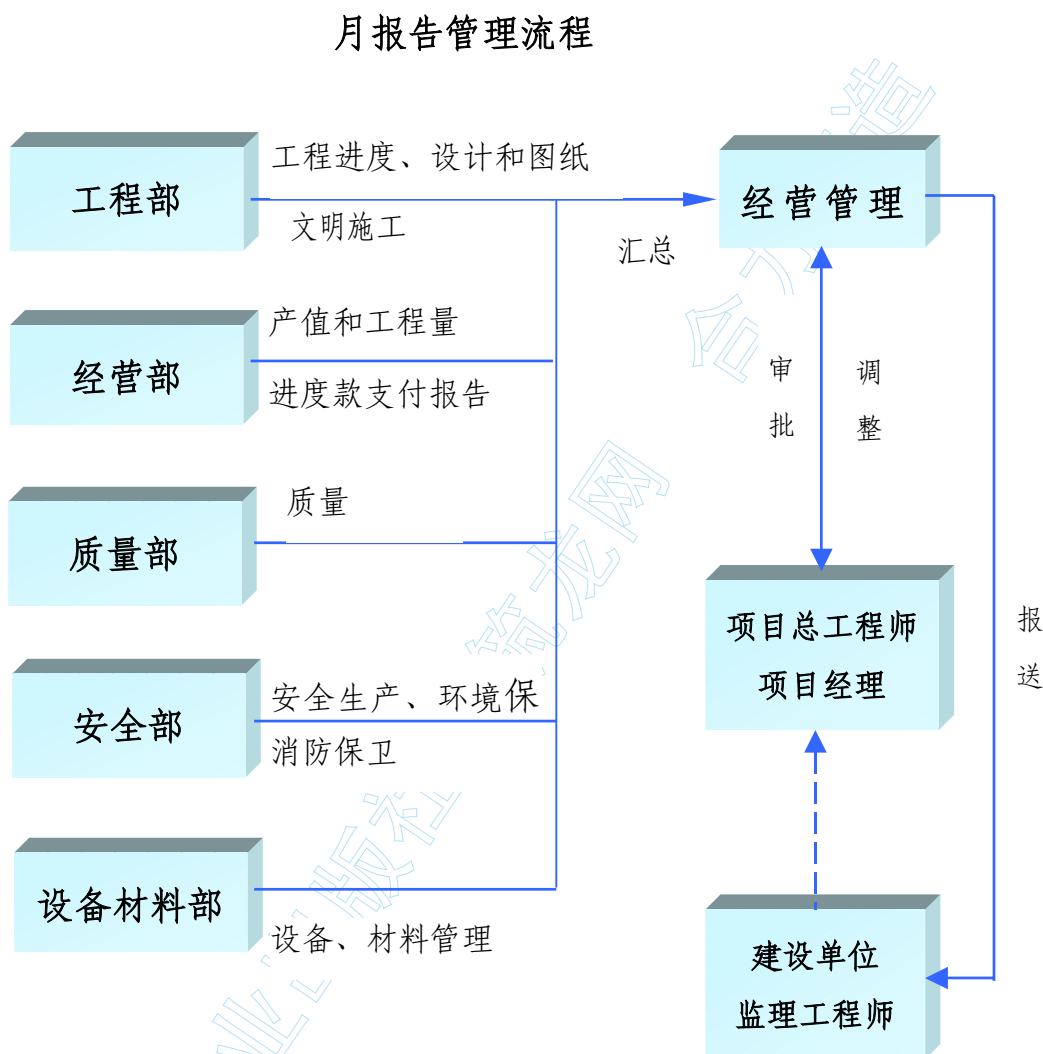 月报告管理流程
工程部
工程进度、设计和图纸
文明施工
汇总
经营管理
经营部
产值和工程量
进度款支付报告
审批
调整
质量部
质量
项目总工程师
项目经理
报送
安全部
安全生产、环境保
消防保卫
设备材料部
设备、材料管理
建设单位
监理工程师
筑龙网